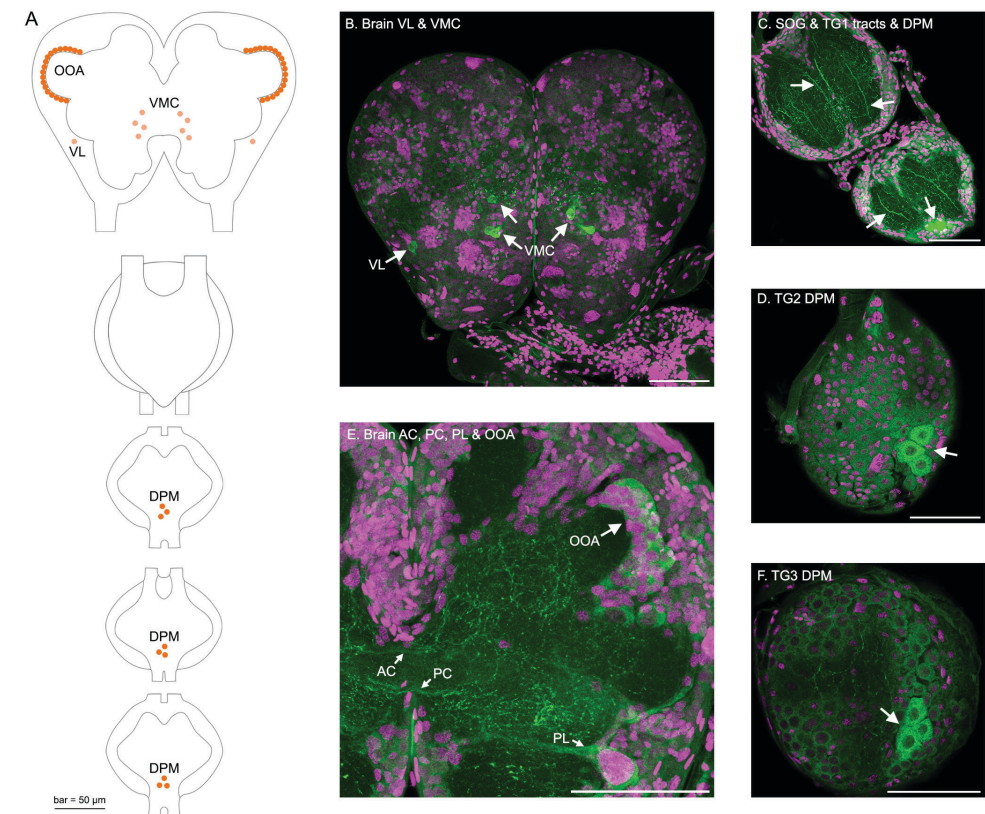 A
OOA
VMC
VL
DPM
DPM
DPM
bar = 50 µm
B. Brain VL & VMC
VL
VMC
C. SOG & TG1 tracts & DPM
D. TG2 DPM
E. Brain AC, PC, PL & OOA
OOA
AC
PC
PL
F. TG3 DPM